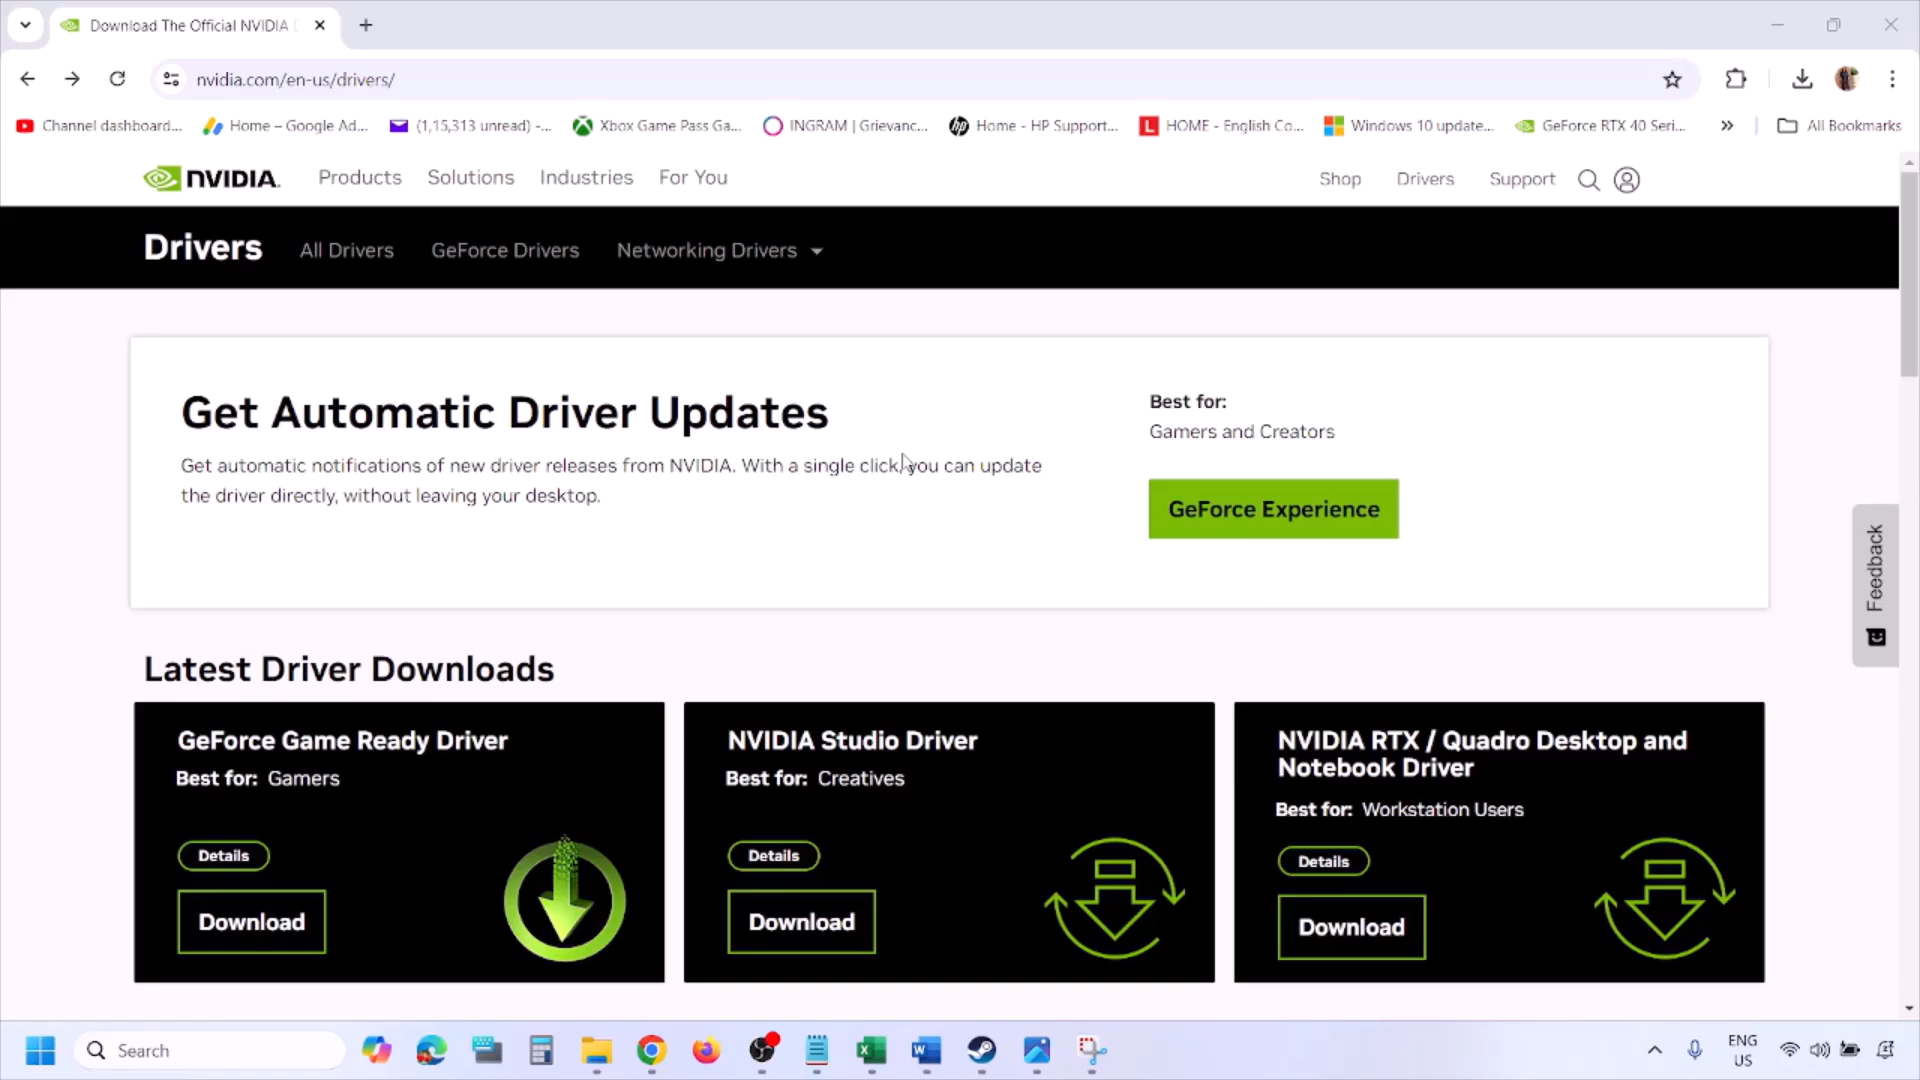 Download The Official NVIDIA
nvidia.com/en-us/drivers/
Channel dashboard...
Home – Google Ad...
(1,15,313 unread) -...
Xbox Game Pass Ga...
INGRAM | Grievanc...
Home - HP Support...
HOME - English Co...
Windows 10 update...
GeForce RTX 40 Seri...
All Bookmarks
NVIDIA.
Products
Solutions
Industries
For You
Shop
Drivers
Support
Drivers
All Drivers
GeForce Drivers
Networking Drivers
Get Automatic Driver Updates
Get automatic notifications of new driver releases from NVIDIA. With a single click, you can update
the driver directly, without leaving your desktop.
Best for:
Gamers and Creators
GeForce Experience
Feedback
Latest Driver Downloads
GeForce Game Ready Driver
Best for: Gamers
Details
Download
NVIDIA Studio Driver
Best for: Creatives
Details
Download
NVIDIA RTX / Quadro Desktop and
Notebook Driver
Best for: Workstation Users
Details
Download
Search
ENG
US